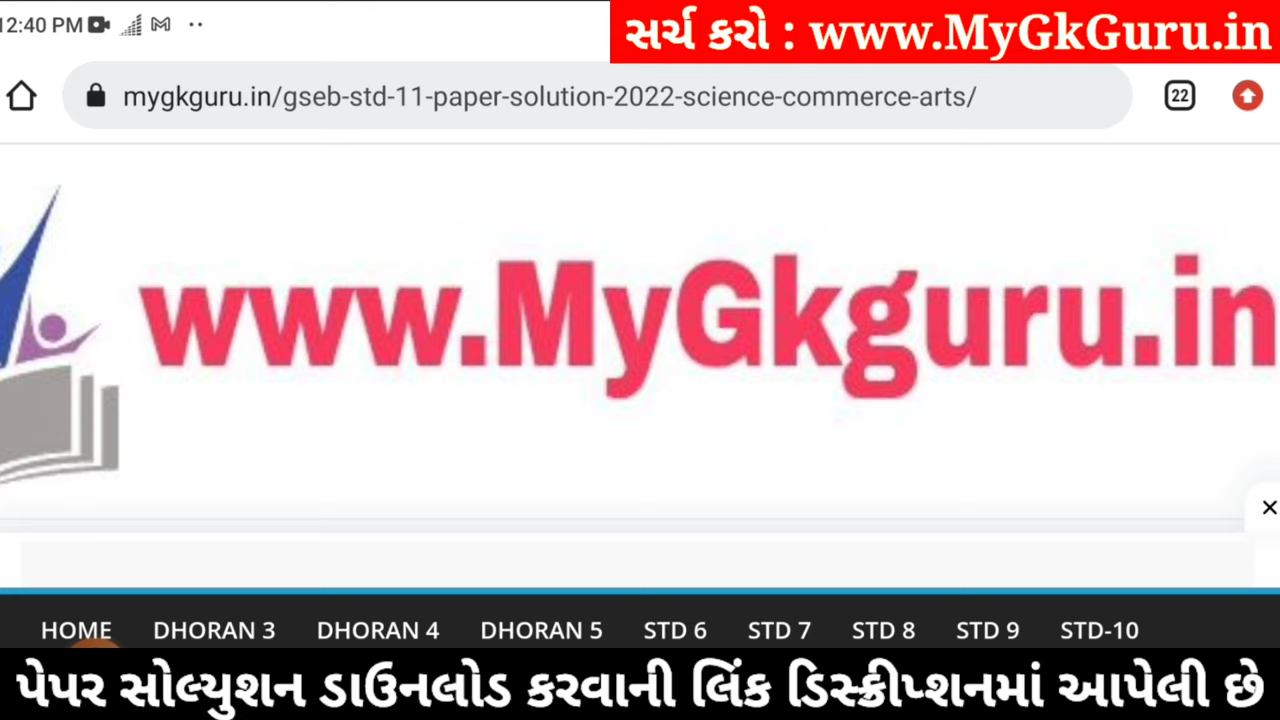 12:40 PM
સર્ચ કરો : www.MyGkGuru.in
mygkguru.in/gseb-std-11-paper-solution-2022-science-commerce-arts/
22
www.MyGkguru.in
HOME DHORAN 3 DHORAN 4 DHORAN 5 STD 6 STD 7 STD 8 STD 9 STD-10
પેપર સોલ્યુશન ડાઉનલોડ કરવાની લિંક ડિસ્ક્રીપ્શનમાં આપેલી છે